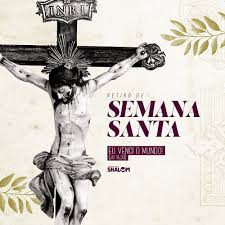 INRI
RETIRO DE
SEMANA
SANTA
EU VENCI O MUNDO!
SHALOM